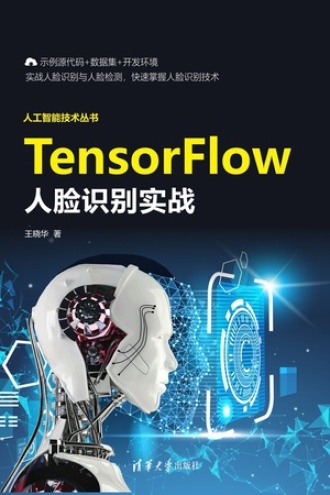 示例源代码+数据集+开发环境
实战人脸识别与人脸检测，快速掌握人脸识别技术
人工智能技术丛书
TensorFlow
人脸识别实战
王晓华 著
清华大学出版社